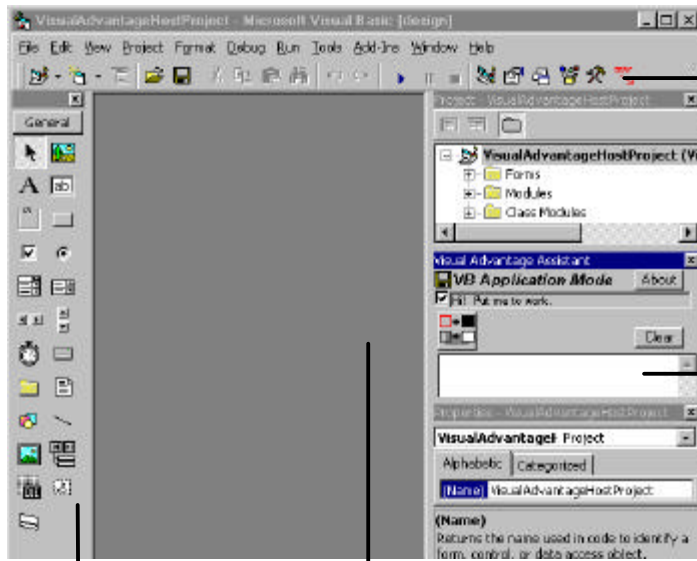 VisualAdvantageHostProject - Microsoft Visual Basic [design]
File Edit View Project Format Debug Run Tools Add-Ins Window Help
Project - VisualAdvantageHostProject
General
VisualAdvantageHostProject (Vi
Forms
Modules
Class Modules
A
ab
Visual Advantage Assistant
VB Application Mode About
Hi! Put me to work.
Clear
Properties - VisualAdvantageHostProject
VisualAdvantageH Project
Alphabetic Categorized
(Name) VisualAdvantageHostProject
(Name)
Returns the name used in code to identify a
form, control, or data access object.